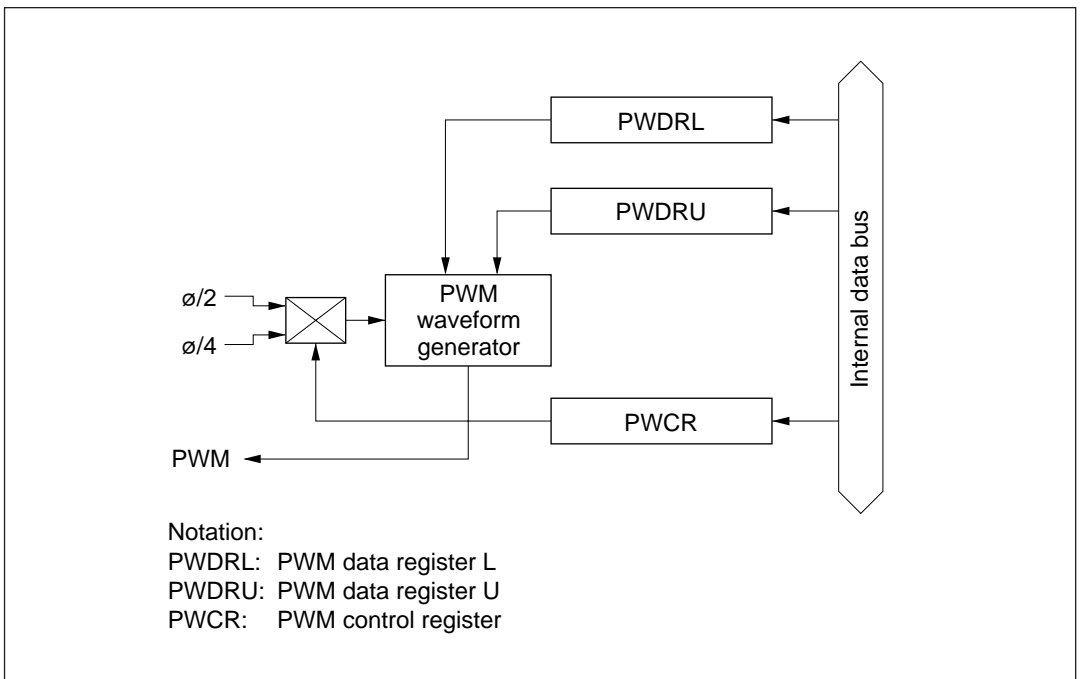 PWDRL
PWDRU
ø/2
ø/4
PWM
waveform
generator
PWCR
PWM
Internal data bus
Notation:
PWDRL: PWM data register L
PWDRU: PWM data register U
PWCR: PWM control register